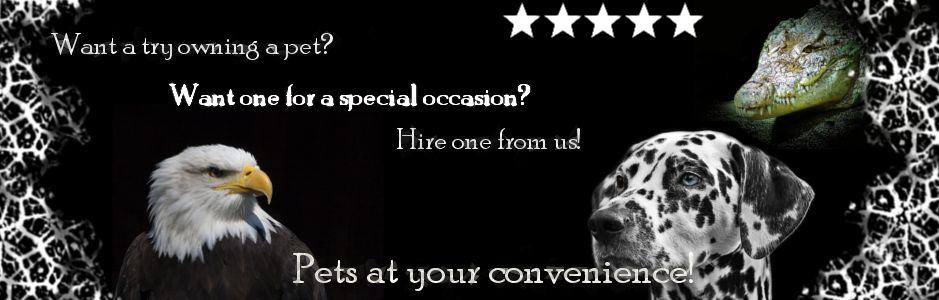 Want a try owning a pet?
Want one for a special occasion?
Hire one from us!
Pets at your convenience!